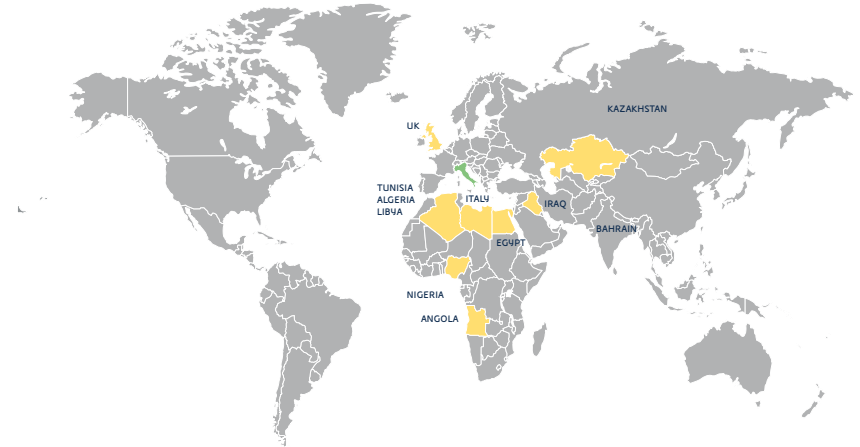 KAZAKHSTAN
UK
TUNISIA
ALGERIA
LIBYA
ITALY
IRAQ
BAHRAIN
EGYPT
NIGERIA
ANGOLA